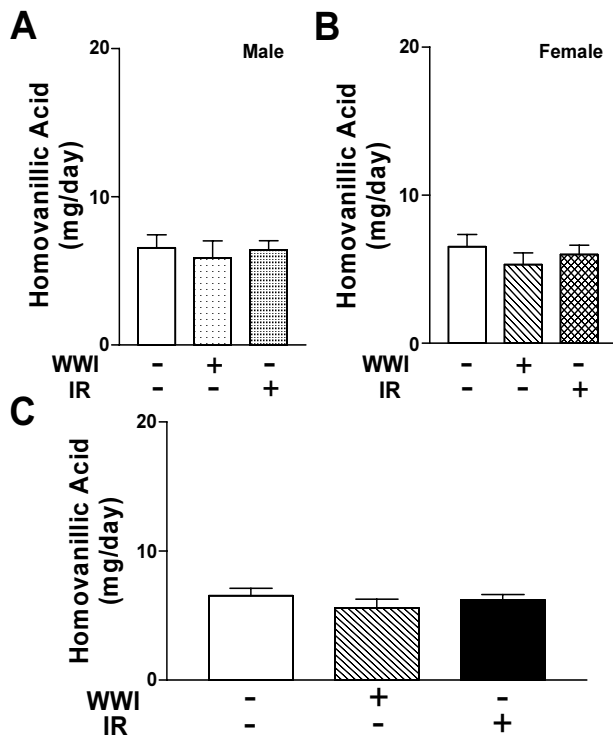 A
Male
Homovanillic Acid
(mg/day)
20
10
0
WWI - + -
IR - - +
B
Female
Homovanillic Acid
(mg/day)
20
10
0
WWI - + -
IR - - +
C
Homovanillic Acid
(mg/day)
20
10
0
WWI - + -
IR - - +